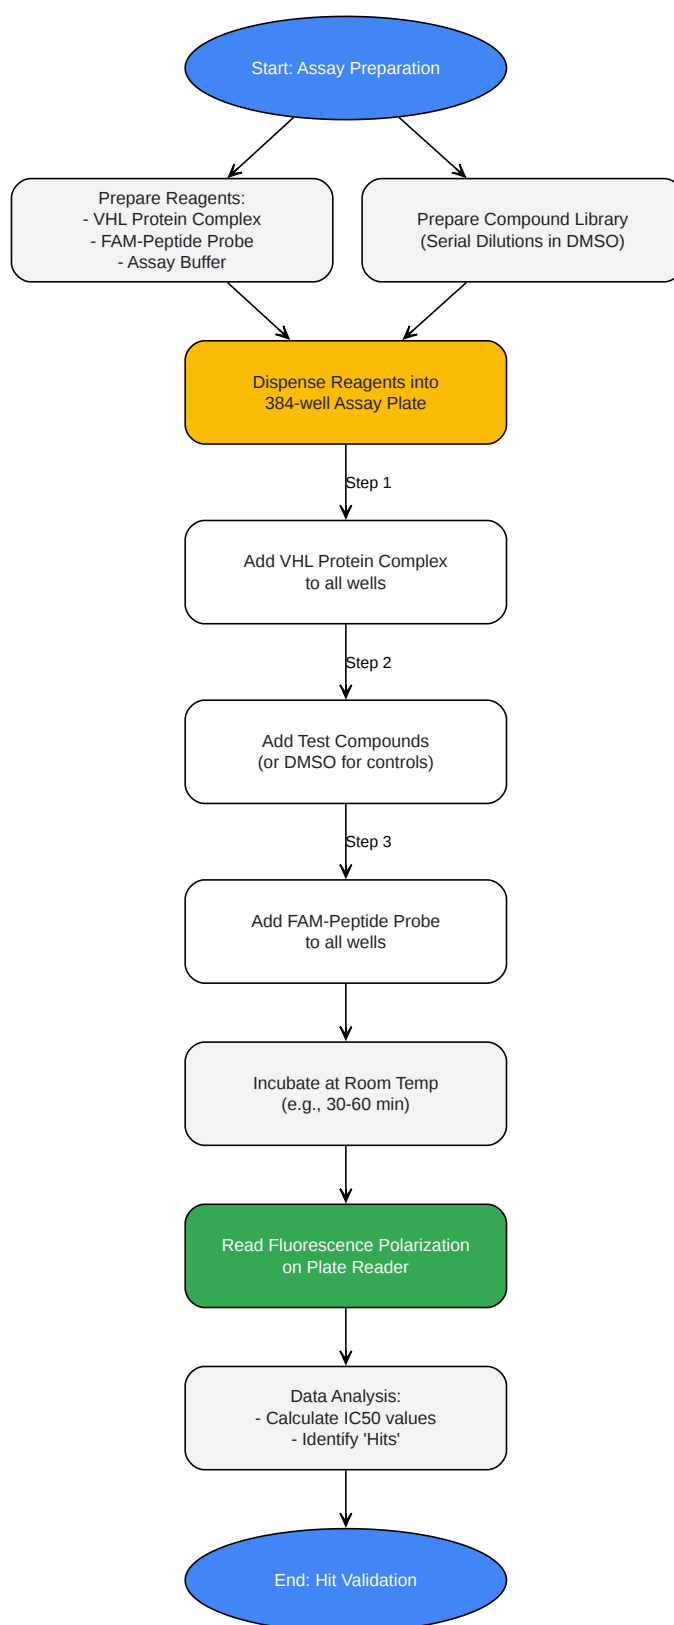 Start: Assay Preparation
Prepare Reagents:
- VHL Protein Complex
- FAM-Peptide Probe
- Assay Buffer
Prepare Compound Library
(Serial Dilutions in DMSO)
Dispense Reagents into
384-well Assay Plate
Step 1
Add VHL Protein Complex
to all wells
Step 2
Add Test Compounds
(or DMSO for controls)
Step 3
Add FAM-Peptide Probe
to all wells
Incubate at Room Temp
(e.g., 30-60 min)
Read Fluorescence Polarization
on Plate Reader
Data Analysis:
- Calculate IC50 values
- Identify 'Hits'
End: Hit Validation